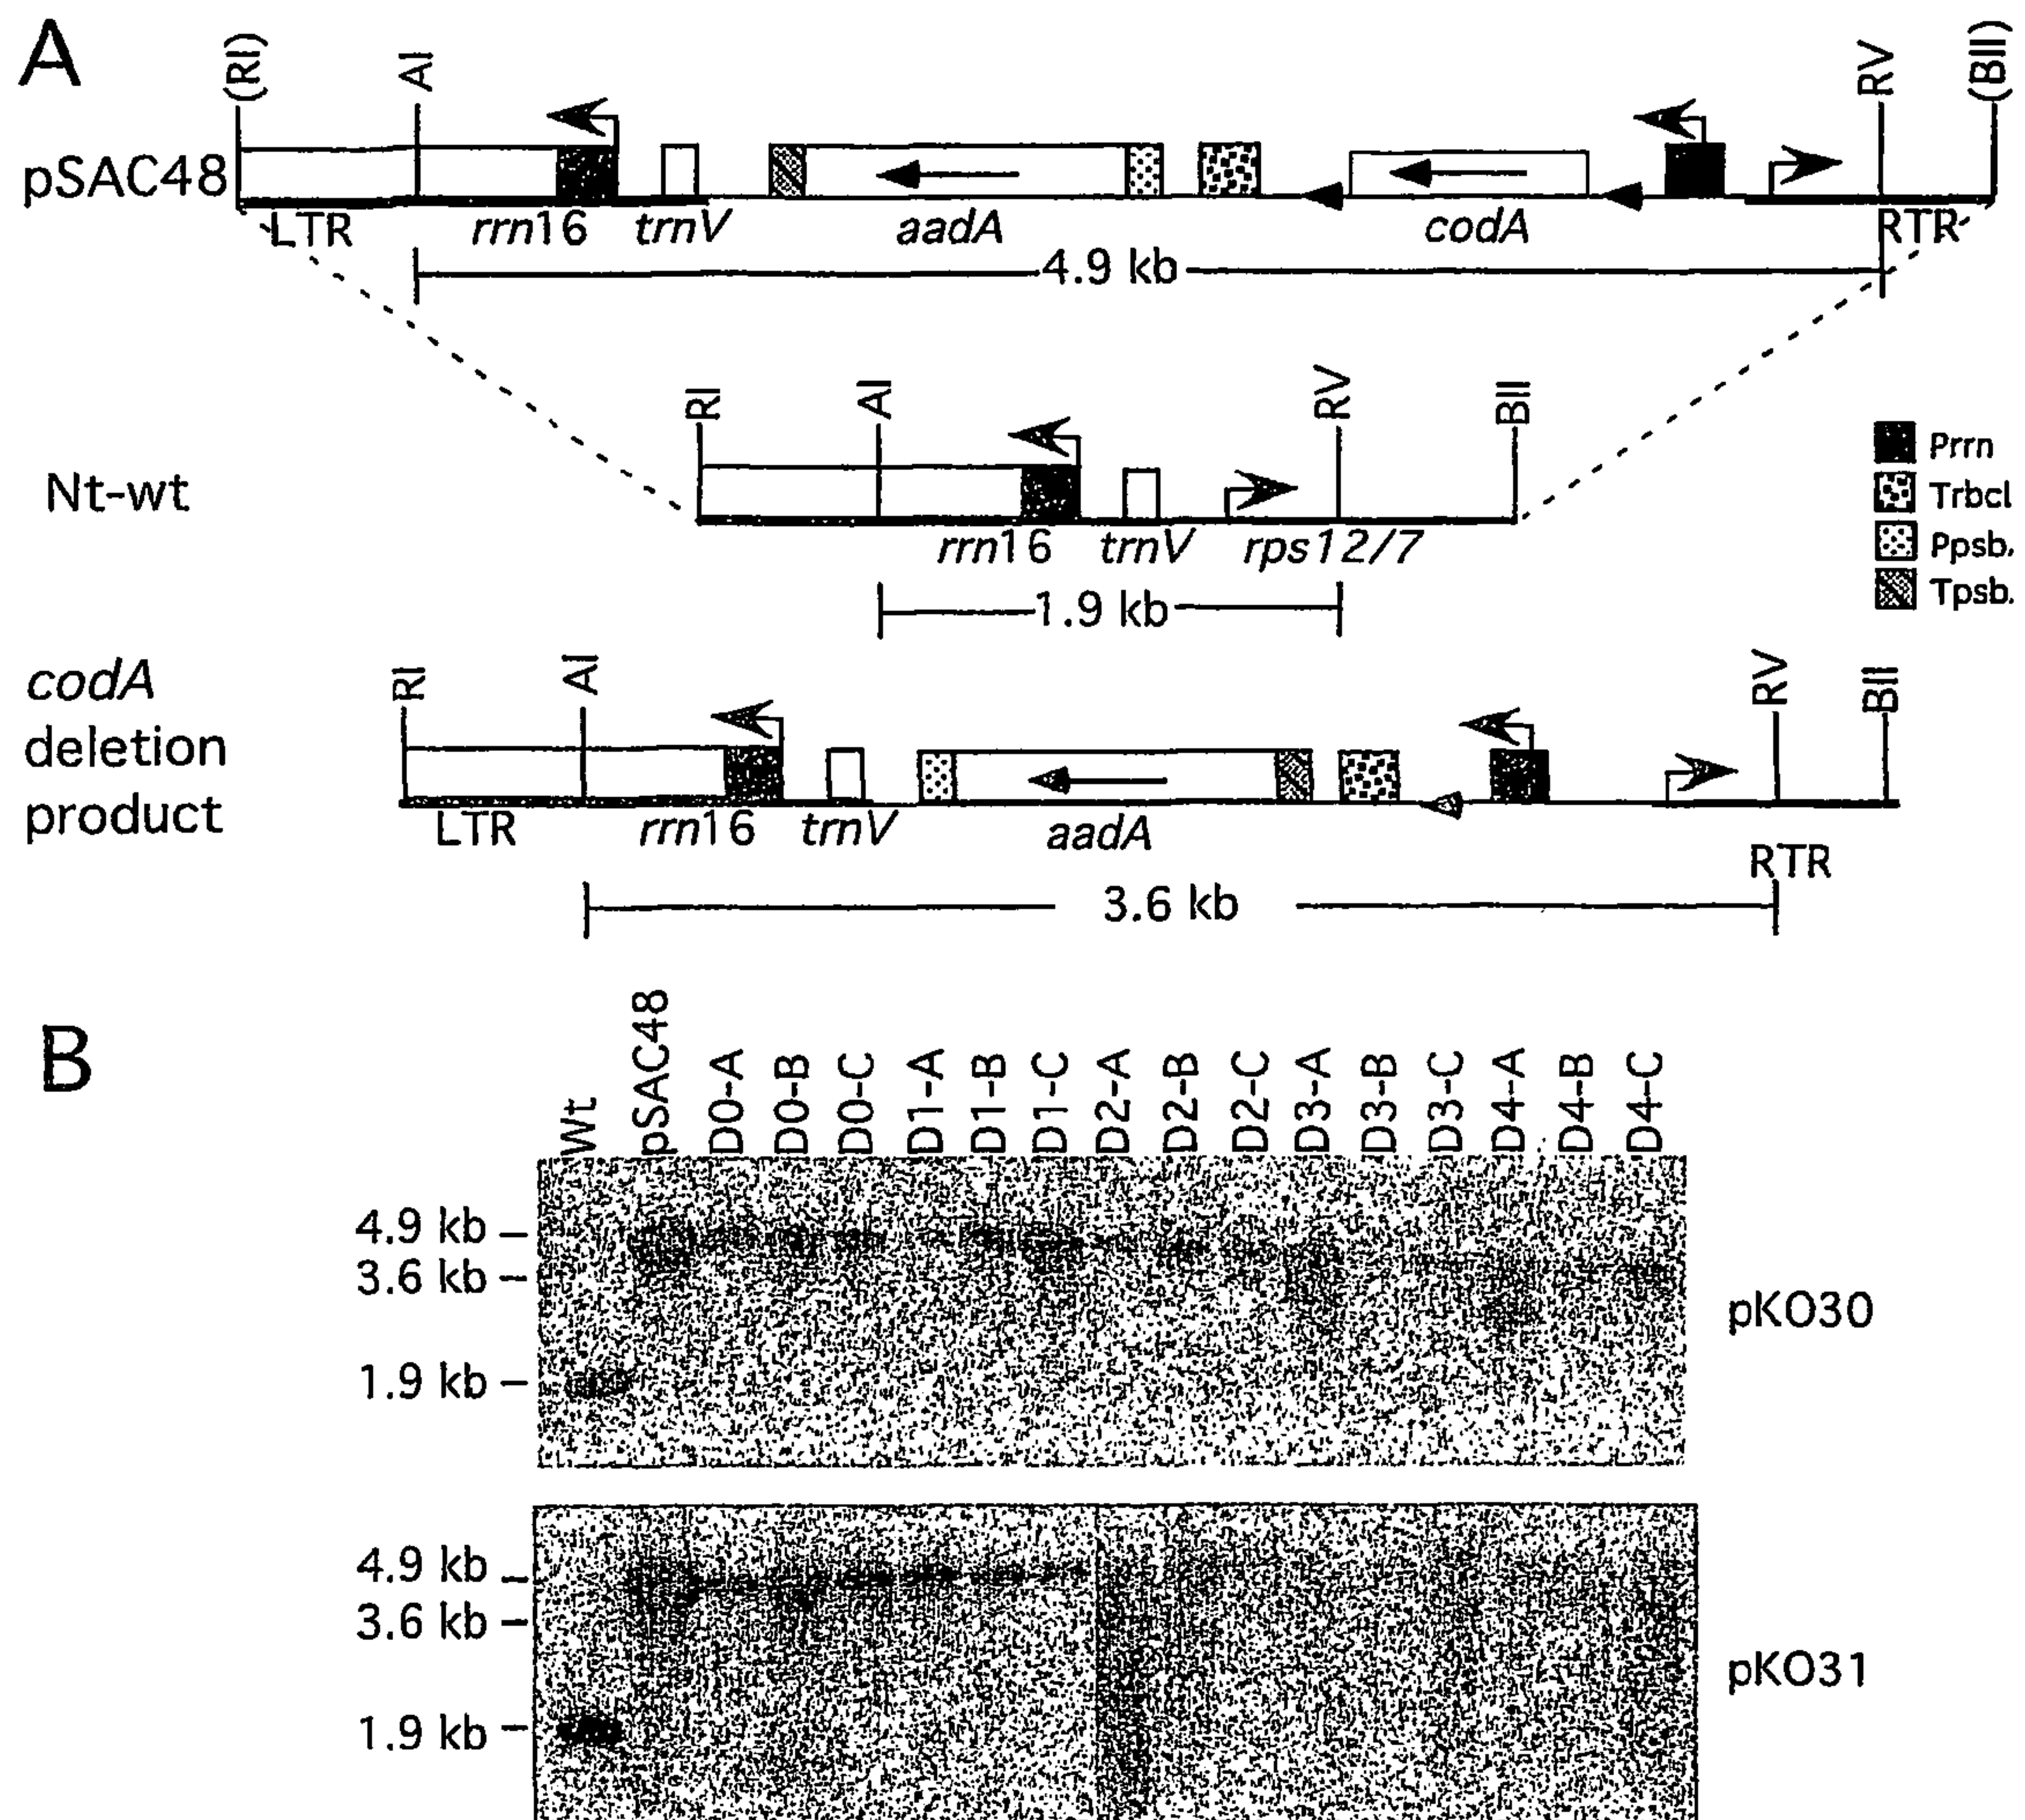 A
(RI) AI RV (BII)
pSAC48
LTR rrn16 trnV aadA codA RTR
4.9 kb
RI AI RV BII
Nt-wt
rrn16 trnV rps12/7
Prrn
Trbcl
Ppsb.
Tpsb.
1.9 kb
codA
deletion
product
RI AI RV BII
LTR rrn16 trnV aadA
RTR
3.6 kb
B
Wt pSAC48 D0-A D0-B D0-C D1-A D1-B D1-C D2-A D2-B D2-C D3-A D3-B D3-C D4-A D4-B D4-C
4.9 kb
3.6 kb
1.9 kb
pKO30
4.9 kb
3.6 kb
1.9 kb
pKO31